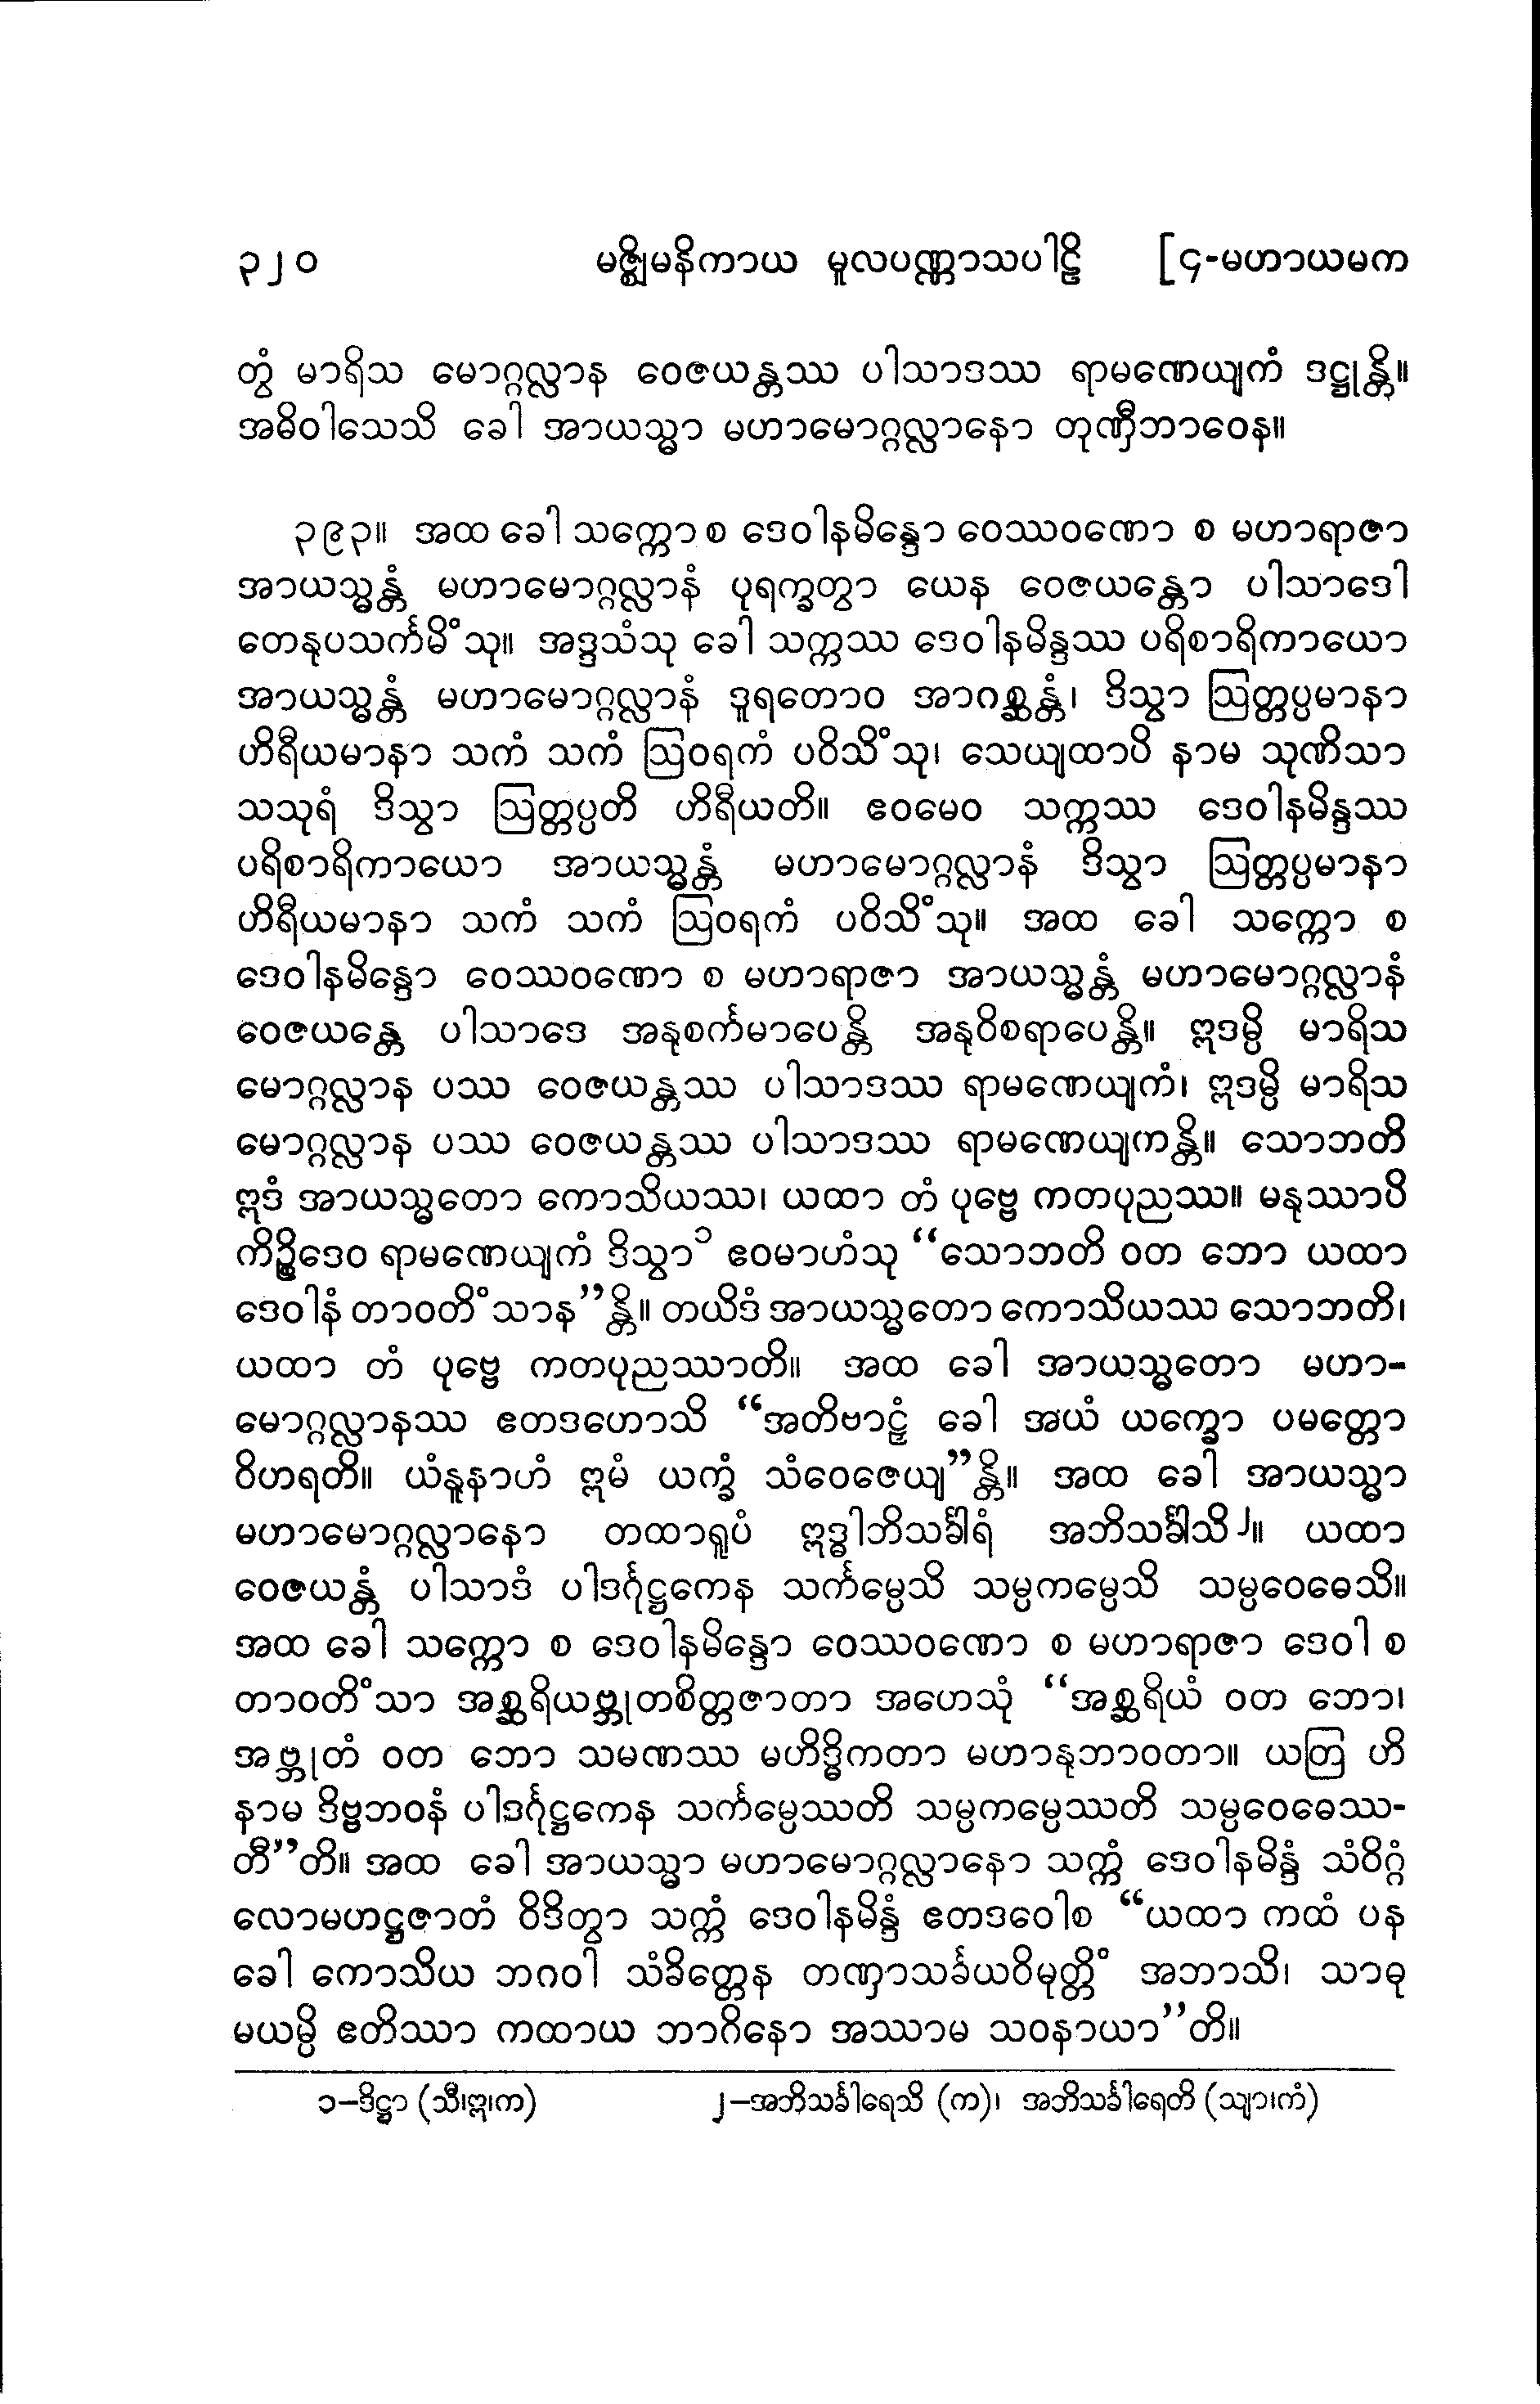 ၃၂၀ မဇ္ဈိမနိကာယ မူလပဏ္ဏာသပါဠိ [၄-မဟာယမက
တွံ မာရိသ မောဂ္ဂလ္လာန ဝေဇယန္တဿ ပါသာဒဿ ရာမဏေယျကံ ဒဋ္ဌုန္တိ။
အဓိဝါသေသိ ခေါ အာယသ္မာ မဟာမောဂ္ဂလ္လာနော တုဏှီဘာဝေန။
၃၉၃။ အထ ခေါ သက္ကော စ ဒေဝါနမိန္ဒော ဝေဿဝဏော စ မဟာရာဇာ
အာယသ္မန္တံ မဟာမောဂ္ဂလ္လာနံ ပုရက္ခတွာ ယေန ဝေဇယန္တော ပါသာဒေါ
တေနုပသင်္ကမိံသု။ အဒ္ဒသံသု ခေါ သက္ကဿ ဒေဝါနမိန္ဒဿ ပရိစာရိကာယော
အာယသ္မန္တံ မဟာမောဂ္ဂလ္လာနံ ဒူရတောဝ အာဂစ္ဆန္တံ၊ ဒိသွာ ဩတ္တပ္ပမာနာ
ဟိရီယမာနာ သကံ သကံ ဩဝရကံ ပဝိသိံသု၊ သေယျထာပိ နာမ သုဏိသာ
သသုရံ ဒိသွာ ဩတ္တပ္ပတိ ဟိရီယတိ။ ဧဝမေဝ သက္ကဿ ဒေဝါနမိန္ဒဿ
ပရိစာရိကာယော အာယသ္မန္တံ မဟာမောဂ္ဂလ္လာနံ ဒိသွာ ဩတ္တပ္ပမာနာ
ဟိရီယမာနာ သကံ သကံ ဩဝရကံ ပဝိသိံသု။ အထ ခေါ သက္ကော စ
ဒေဝါနမိန္ဒော ဝေဿဝဏော စ မဟာရာဇာ အာယသ္မန္တံ မဟာမောဂ္ဂလ္လာနံ
ဝေဇယန္တေ ပါသာဒေ အနုစင်္ကမာပေန္တိ အနုဝိစရာပေန္တိ။ ဣဒမ္ပိ မာရိသ
မောဂ္ဂလ္လာန ပဿ ဝေဇယန္တဿ ပါသာဒဿ ရာမဏေယျကံ၊ ဣဒမ္ပိ မာရိသ
မောဂ္ဂလ္လာန ပဿ ဝေဇယန္တဿ ပါသာဒဿ ရာမဏေယျကန္တိ။ သောဘတိ
ဣဒံ အာယသ္မတော ကောသိယဿ၊ ယထာ တံ ပုဗ္ဗေ ကတပုညဿ။ မနုဿာပိ
ကိဉ္စိဒေဝ ရာမဏေယျကံ ဒိသွာ၁ ဧဝမာဟံသု “သောဘတိ ဝတ ဘော ယထာ
ဒေဝါနံ တာဝတိံသာန”န္တိ။ တယိဒံ အာယသ္မတော ကောသိယဿ သောဘတိ၊
ယထာ တံ ပုဗ္ဗေ ကတပုညဿာတိ။ အထ ခေါ အာယသ္မတော မဟာ-
မောဂ္ဂလ္လာနဿ ဧတဒဟောသိ “အတိဗာဠှံ ခေါ အယံ ယက္ခော ပမတ္တော
ဝိဟရတိ။ ယံနူနာဟံ ဣမံ ယက္ခံ သံဝေဇေယျ”န္တိ။ အထ ခေါ အာယသ္မာ
မဟာမောဂ္ဂလ္လာနော တထာရူပံ ဣဒ္ဓါဘိသင်္ခါရံ အဘိသင်္ခါသိ၂။ ယထာ
ဝေဇယန္တံ ပါသာဒံ ပါဒင်္ဂုဋ္ဌကေန သင်္ကမ္ပေသိ သမ္ပကမ္ပေသိ သမ္ပဝေဓေသိ။
အထ ခေါ သက္ကော စ ဒေဝါနမိန္ဒော ဝေဿဝဏော စ မဟာရာဇာ ဒေဝါ စ
တာဝတိံသာ အစ္ဆရိယဗ္ဘုတစိတ္တဇာတာ အဟေသုံ “အစ္ဆရိယံ ဝတ ဘော၊
အဗ္ဘုတံ ဝတ ဘော သမဏဿ မဟိဒ္ဓိကတာ မဟာနုဘာဝတာ။ ယတြ ဟိ
နာမ ဒိဗ္ဗဘဝနံ ပါဒင်္ဂုဋ္ဌကေန သင်္ကမ္ပေဿတိ သမ္ပကမ္ပေဿတိ သမ္ပဝေဓေဿ-
တီ”တိ။ အထ ခေါ အာယသ္မာ မဟာမောဂ္ဂလ္လာနော သက္ကံ ဒေဝါနမိန္ဒံ သံဝိဂ္ဂံ
လောမဟဋ္ဌဇာတံ ဝိဒိတွာ သက္ကံ ဒေဝါနမိန္ဒံ ဧတဒဝေါစ “ယထာ ကထံ ပန
ခေါ ကောသိယ ဘဂဝါ သံခိတ္တေန တဏှာသင်္ခယဝိမုတ္တိံ အဘာသိ၊ သာဓု
မယမ္ပိ ဧတိဿာ ကထာယ ဘာဂိနော အဿာမ သဝနာယာ”တိ။
၁–ဒိဋ္ဌာ (သီ၊ဣ၊က) ၂–အဘိသင်္ခါရေသိ (က)၊ အဘိသင်္ခါရေတိ (သျာ၊ကံ)